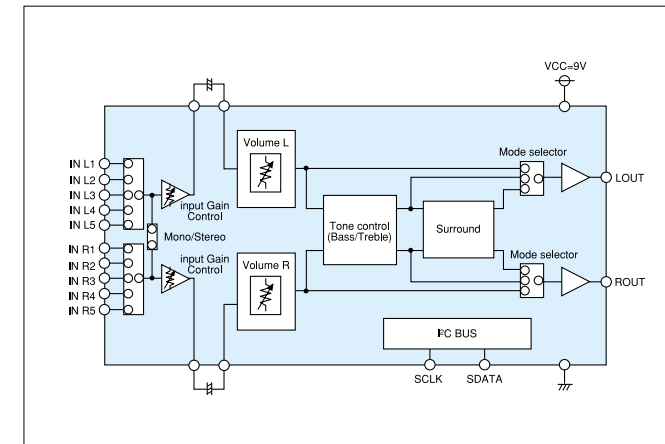 VCC=9V
Volume L
Mode selector
IN L1
IN L2
IN L3
IN L4
IN L5
input Gain
Control
LOUT
Mono/Stereo
Tone control
(Bass/Treble)
Surround
IN R1
IN R2
IN R3
IN R4
IN R5
input Gain
Control
Volume R
Mode selector
ROUT
I²C BUS
SCLK
SDATA